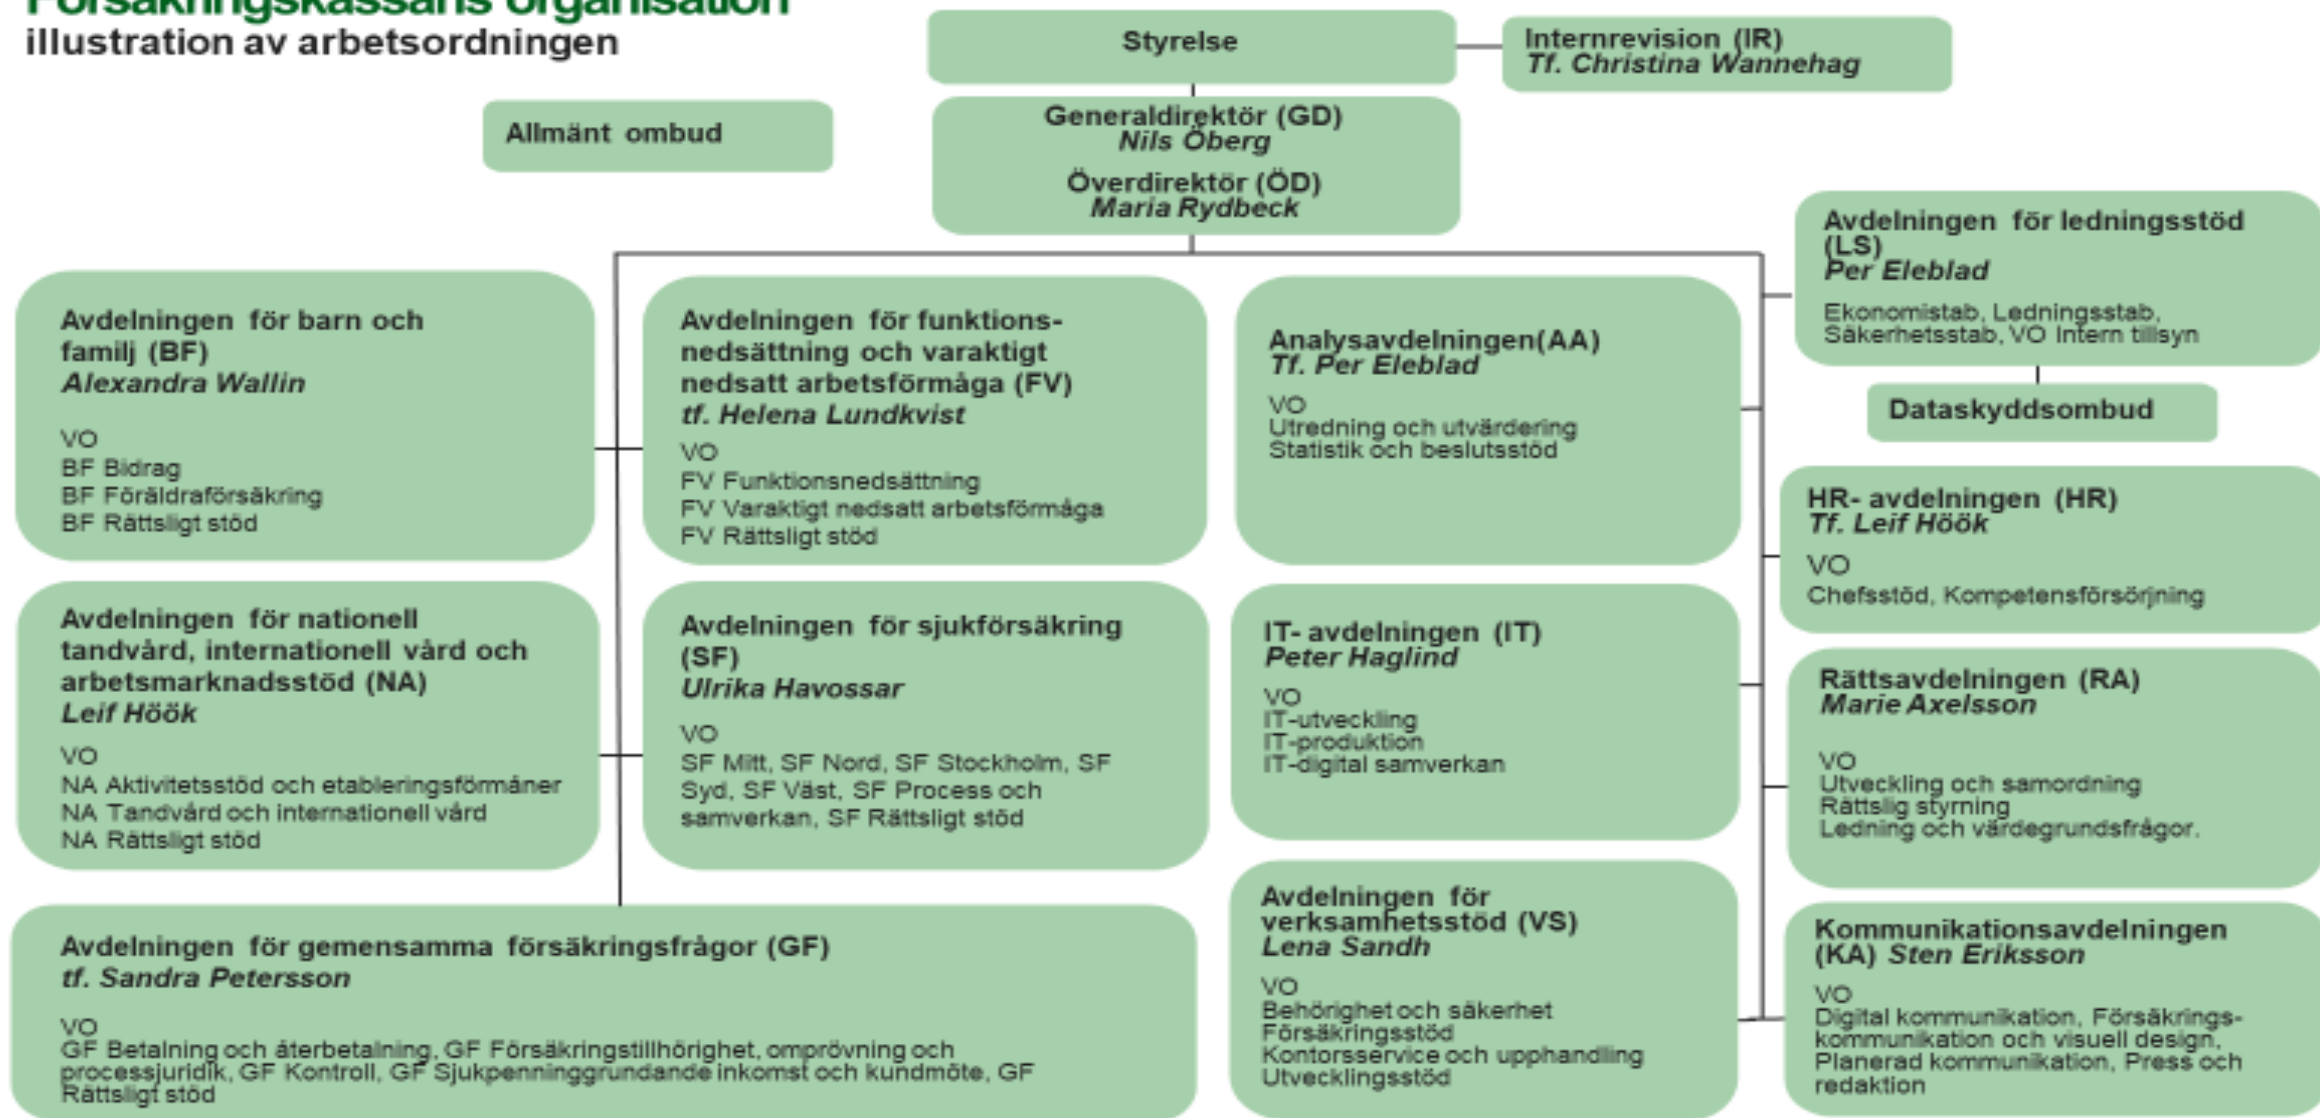 Försäkringskassans organisation
illustration av arbetsordningen
Styrelse
Internrevision (IR)
Tf. Christina Wannehag
Allmänt ombud
Generaldirektör (GD)
Nils Öberg
Överdirektör (ÖD)
Maria Rydbeck
Avdelningen för ledningsstöd
(LS)
Per Eleblad
Ekonomistab, Ledningsstab,
Säkerhetsstab, VO Intern tillsyn
Dataskyddsombud
Avdelningen för barn och
familj (BF)
Alexandra Wallin
VO
BF Bidrag
BF Föräldraförsäkring
BF Rättsligt stöd
Avdelningen för funktions-
nedsättning och varaktigt
nedsatt arbetsförmåga (FV)
tf. Helena Lundkvist
VO
FV Funktionsnedsättning
FV Varaktigt nedsatt arbetsförmåga
FV Rättsligt stöd
Analysavdelningen(AA)
Tf. Per Eleblad
VO
Utredning och utvärdering
Statistik och beslutsstöd
HR- avdelningen (HR)
Tf. Leif Höök
VO
Chefsstöd, Kompetensförsörjning
Avdelningen för nationell
tandvård, internationell vård och
arbetsmarknadsstöd (NA)
Leif Höök
VO
NA Aktivitetsstöd och etableringsförmåner
NA Tandvård och internationell vård
NA Rättsligt stöd
Avdelningen för sjukförsäkring
(SF)
Ulrika Havossar
VO
SF Mitt, SF Nord, SF Stockholm, SF
Syd, SF Väst, SF Process och
samverkan, SF Rättsligt stöd
IT- avdelningen (IT)
Peter Haglind
VO
IT-utveckling
IT-produktion
IT-digital samverkan
Rättsavdelningen (RA)
Marie Axelsson
VO
Utveckling och samordning
Rättslig styrning
Ledning och värdegrundsfrågor.
Avdelningen för gemensamma försäkringsfrågor (GF)
tf. Sandra Petersson
VO
GF Betalning och återbetalning, GF Försäkringstillhörighet, omprövning och
processjuridik, GF Kontroll, GF Sjukpenninggrundande inkomst och kundmöte, GF
Rättsligt stöd
Avdelningen för
verksamhetsstöd (VS)
Lena Sandh
VO
Behörighet och säkerhet
Försäkringsstöd
Kontorsservice och upphandling
Utvecklingsstöd
Kommunikationsavdelningen
(KA) Sten Eriksson
VO
Digital kommunikation, Försäkrings-
kommunikation och visuell design,
Planerad kommunikation, Press och
redaktion